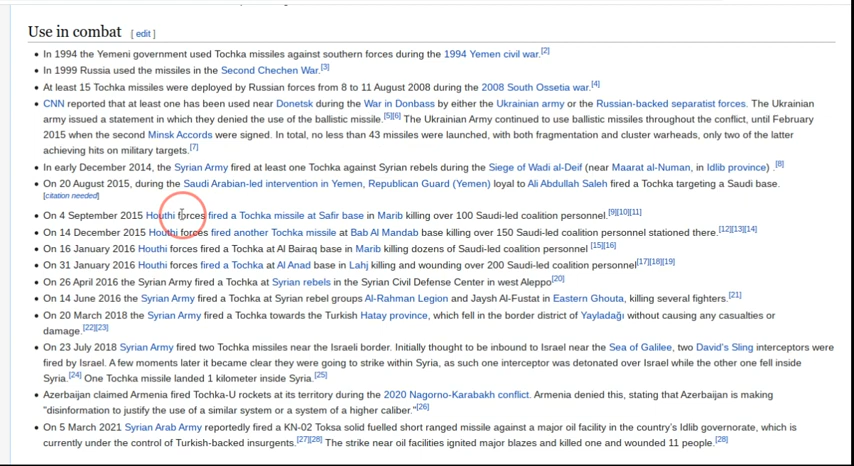 Use in combat [ edit ]
• In 1994 the Yemeni government used Tochka missiles against southern forces during the 1994 Yemen civil war.[2]
• In 1999 Russia used the missiles in the Second Chechen War.[3]
• At least 15 Tochka missiles were deployed by Russian forces from 8 to 11 August 2008 during the 2008 South Ossetia war.[4]
• CNN reported that at least one has been used near Donetsk during the War in Donbass by either the Ukrainian army or the Russian-backed separatist forces. The Ukrainian
army issued a statement in which they denied the use of the ballistic missile.[5][6] The Ukrainian Army continued to use ballistic missiles throughout the conflict, until February
2015 when the second Minsk Accords were signed. In total, no less than 43 missiles were launched, with both fragmentation and cluster warheads, only two of the latter
achieving hits on military targets.[7]
• In early December 2014, the Syrian Army fired at least one Tochka against Syrian rebels during the Siege of Wadi al-Deif (near Maarat al-Numan, in Idlib province) .[8]
• On 20 August 2015, during the Saudi Arabian-led intervention in Yemen, Republican Guard (Yemen) loyal to Ali Abdullah Saleh fired a Tochka targeting a Saudi base.
[citation needed]
• On 4 September 2015 Houthi forces fired a Tochka missile at Safir base in Marib killing over 100 Saudi-led coalition personnel.[9][10][11]
• On 14 December 2015 Houthi forces fired another Tochka missile at Bab Al Mandab base killing over 150 Saudi-led coalition personnel stationed there.[12][13][14]
• On 16 January 2016 Houthi forces fired a Tochka at Al Bairaq base in Marib killing dozens of Saudi-led coalition personnel [15][16]
• On 31 January 2016 Houthi forces fired a Tochka at Al Anad base in Lahj killing and wounding over 200 Saudi-led coalition personnel[17][18][19]
• On 26 April 2016 the Syrian Army fired a Tochka at Syrian rebels in the Syrian Civil Defense Center in west Aleppo[20]
• On 14 June 2016 the Syrian Army fired a Tochka at Syrian rebel groups Al-Rahman Legion and Jaysh Al-Fustat in Eastern Ghouta, killing several fighters.[21]
• On 20 March 2018 the Syrian Army fired a Tochka towards the Turkish Hatay province, which fell in the border district of Yayladağı without causing any casualties or
damage.[22][23]
• On 23 July 2018 Syrian Army fired two Tochka missiles near the Israeli border. Initially thought to be inbound to Israel near the Sea of Galilee, two David's Sling interceptors were
fired by Israel. A few moments later it became clear they were going to strike within Syria, as such one interceptor was detonated over Israel while the other one fell inside
Syria.[24] One Tochka missile landed 1 kilometer inside Syria.[25]
• Azerbaijan claimed Armenia fired Tochka-U rockets at its territory during the 2020 Nagorno-Karabakh conflict. Armenia denied this, stating that Azerbaijan is making
"disinformation to justify the use of a similar system or a system of a higher caliber."[26]
• On 5 March 2021 Syrian Arab Army reportedly fired a KN-02 Toksa solid fuelled short ranged missile against a major oil facility in the country's Idlib governorate, which is
currently under the control of Turkish-backed insurgents.[27][28] The strike near oil facilities ignited major blazes and killed one and wounded 11 people.[28]